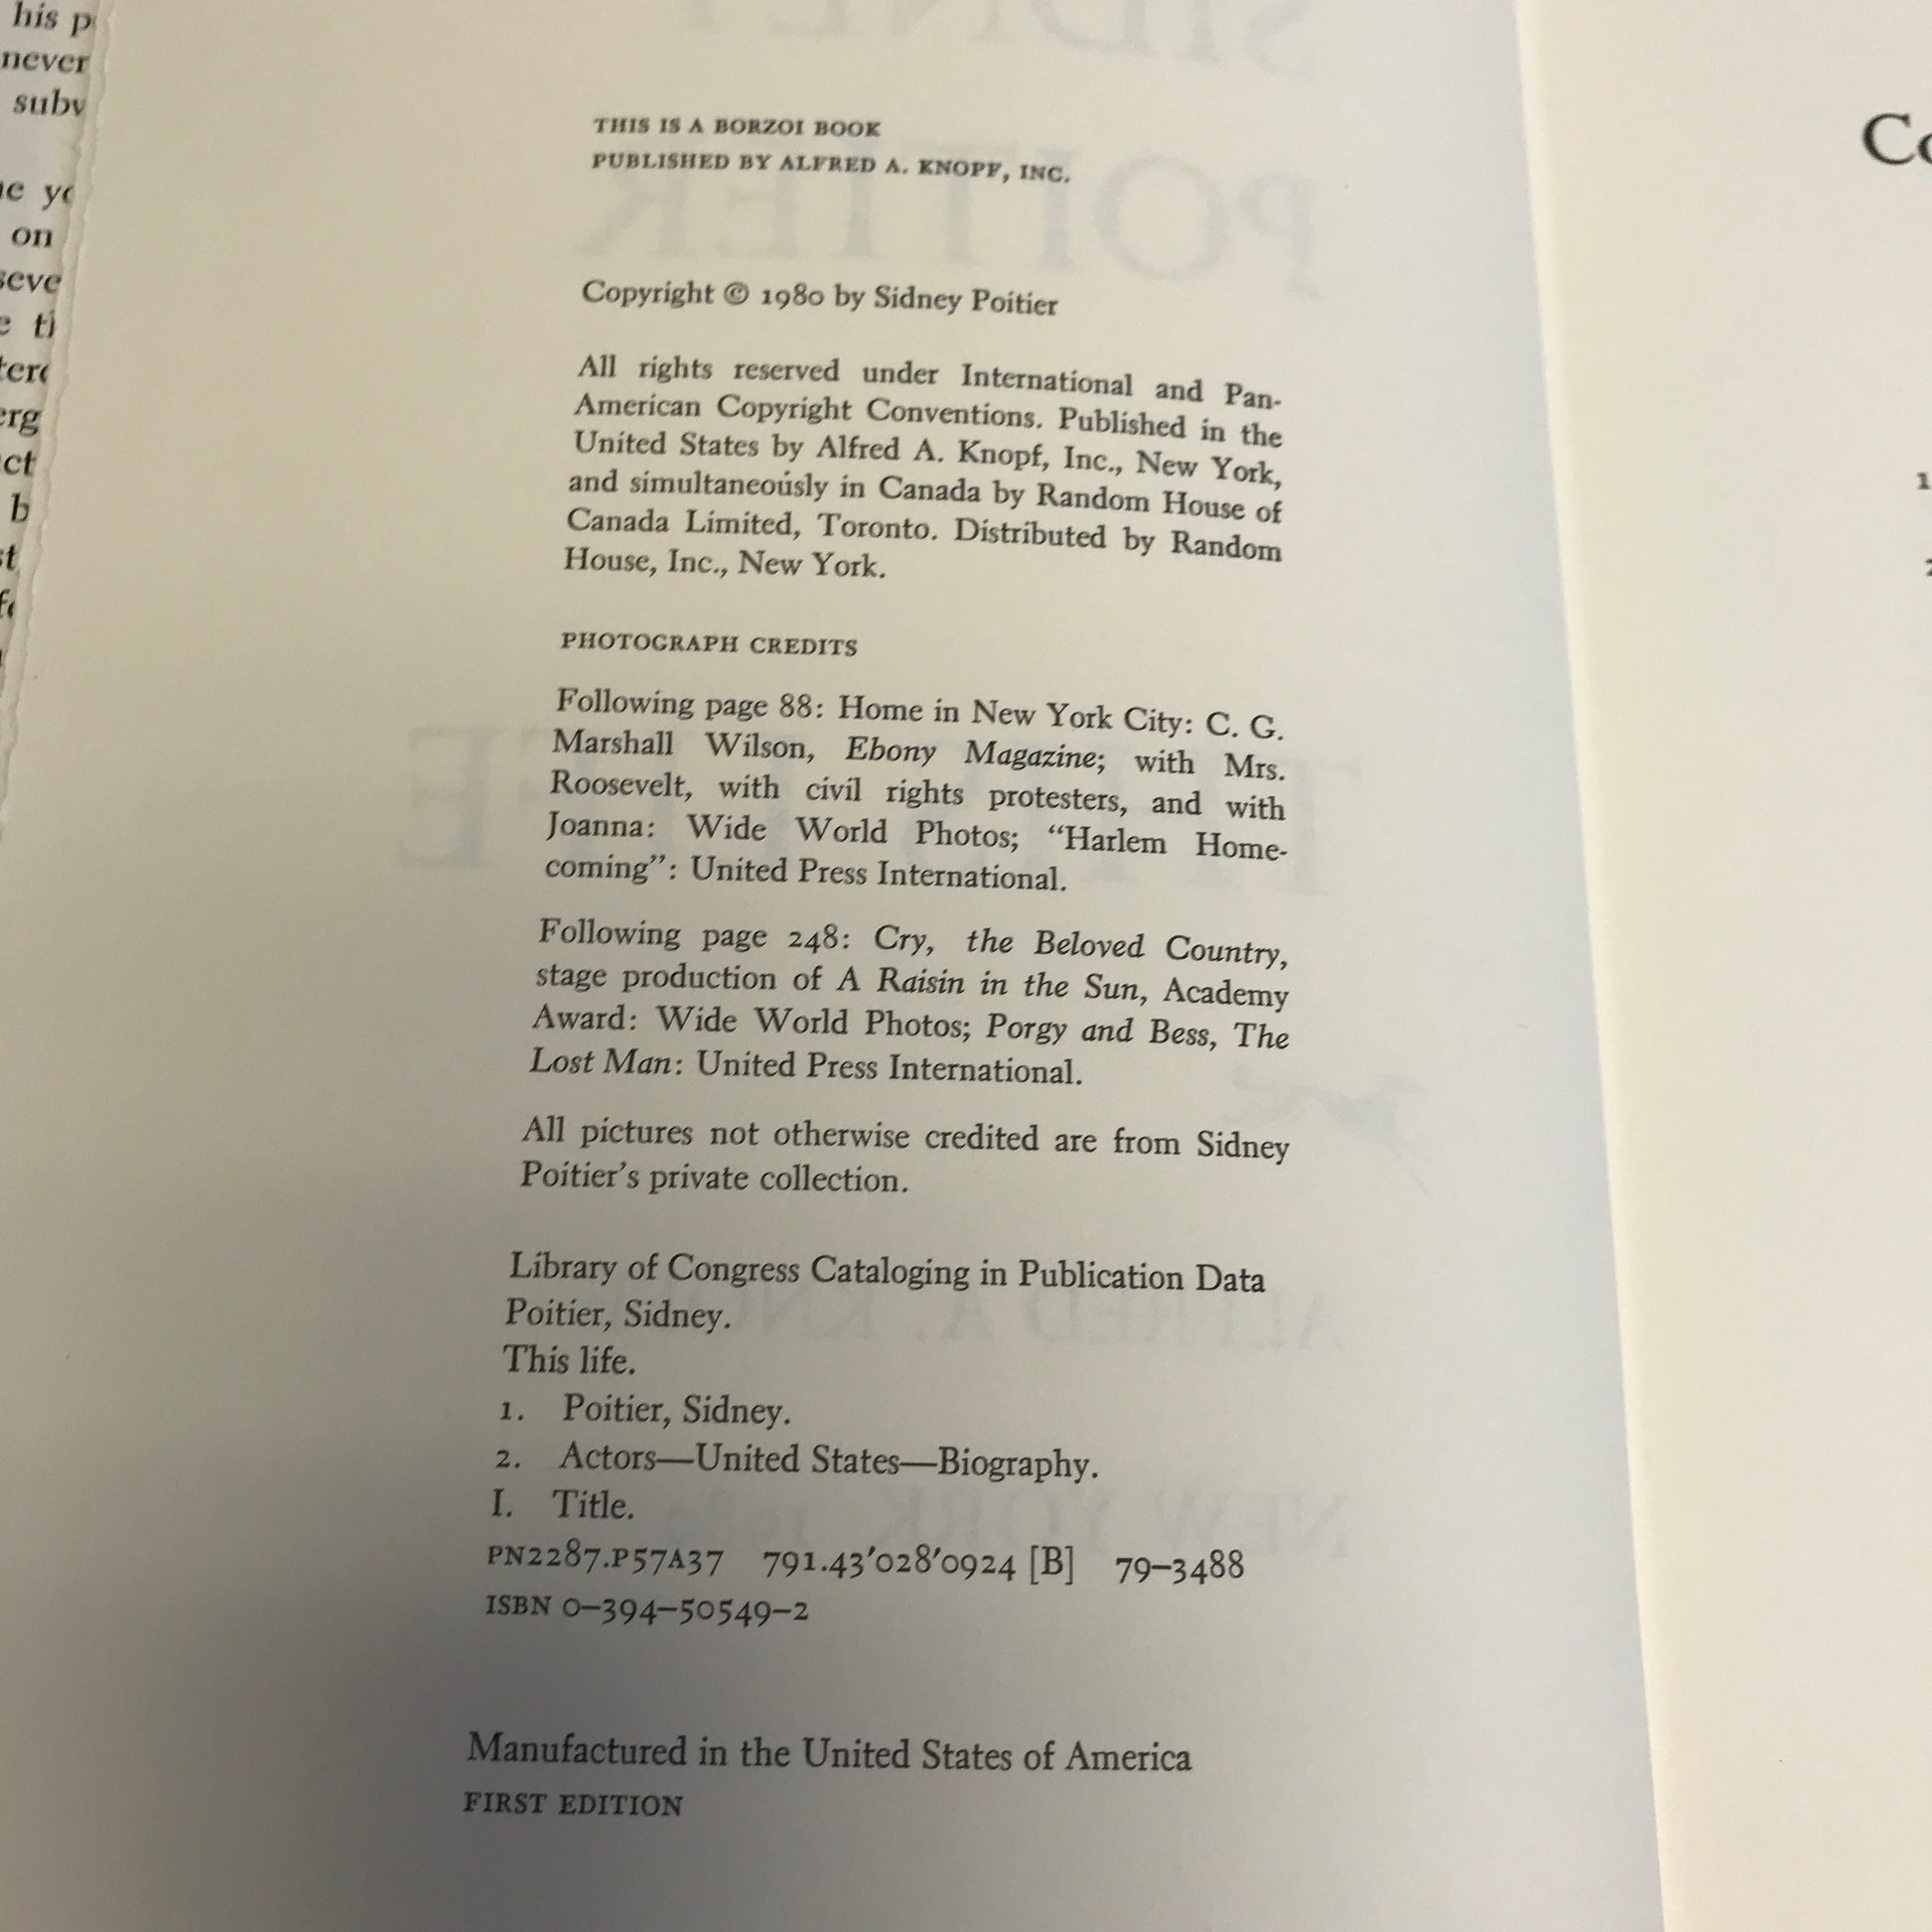 his
never
on
THIS IS A BORZOI BOOK
PUBLISHED BY ALFRED A. KNOPF, INC.
Copyright © 1980 by Sidney Poitier
All rights reserved under International and Pan-
American Copyright Conventions. Published in the
United States by Alfred A. Knopf, Inc., New York,
and simultaneously in Canada by Random House of
Canada Limited, Toronto. Distributed by Random
House, Inc., New York.
PHOTOGRAPH CREDITS
Following page 88: Home in New York City: C. G.
Marshall Wilson, Ebony Magazine; with Mrs.
Roosevelt, with civil rights protesters, and with
Joanna: Wide World Photos; “Harlem Home-
coming”: United Press International.
Following page 248: Cry, the Beloved Country,
stage production of A Raisin in the Sun, Academy
Award: Wide World Photos; Porgy and Bess, The
Lost Man: United Press International.
All pictures not otherwise credited are from Sidney
Poitier’s private collection.
Library of Congress Cataloging in Publication Data
Poitier, Sidney.
This life.
1. Poitier, Sidney.
2. Actors—United States—Biography.
I. Title.
PN2287.P57A37 791.43′028′0924 [B] 79–3488
ISBN 0–394–50549–2
Manufactured in the United States of America
FIRST EDITION